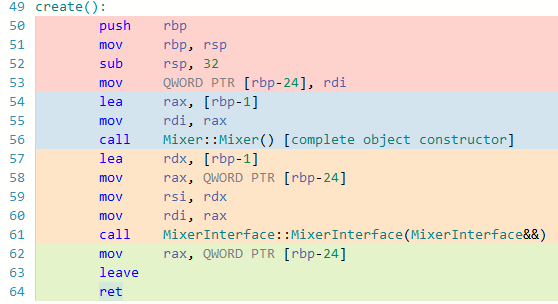 49 create():
50 push rbp
51 mov rbp, rsp
52 sub rsp, 32
53 mov QWORD PTR [rbp-24], rdi
54 lea rax, [rbp-1]
55 mov rdi, rax
56 call Mixer::Mixer() [complete object constructor]
57 lea rdx, [rbp-1]
58 mov rax, QWORD PTR [rbp-24]
59 mov rsi, rdx
60 mov rdi, rax
61 call MixerInterface::MixerInterface(MixerInterface&&)
62 mov rax, QWORD PTR [rbp-24]
63 leave
64 ret